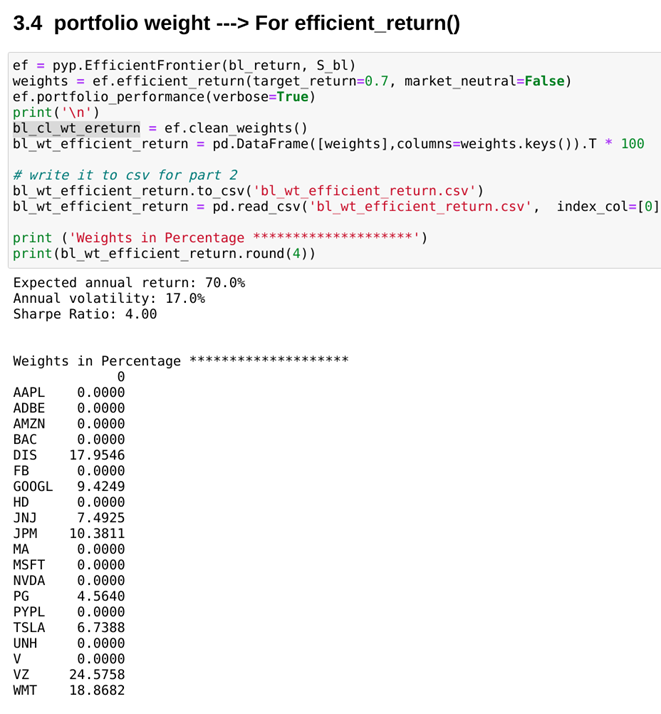 3.4 portfolio weight ---> For efficient_return()
ef = pyp.EfficientFrontier(bl_return, S_bl)
weights = ef.efficient_return(target_return=0.7, market_neutral=False)
ef.portfolio_performance(verbose=True)
print('\n')
bl_cl_wt_ereturn = ef.clean_weights()
bl_wt_efficient_return = pd.DataFrame([weights],columns=weights.keys()).T * 100
# write it to csv for part 2
bl_wt_efficient_return.to_csv('bl_wt_efficient_return.csv')
bl_wt_efficient_return = pd.read_csv('bl_wt_efficient_return.csv',  index_col=[0]
print ('Weights in Percentage ********************')
print(bl_wt_efficient_return.round(4))
Expected annual return: 70.0%
Annual volatility: 17.0%
Sharpe Ratio: 4.00
Weights in Percentage ********************
0
AAPL 0.0000
ADBE 0.0000
AMZN 0.0000
BAC 0.0000
DIS 17.9546
FB 0.0000
GOOGL 9.4249
HD 0.0000
JNJ 7.4925
JPM 10.3811
MA 0.0000
MSFT 0.0000
NVDA 0.0000
PG 4.5640
PYPL 0.0000
TSLA 6.7388
UNH 0.0000
V 0.0000
VZ 24.5758
WMT 18.8682